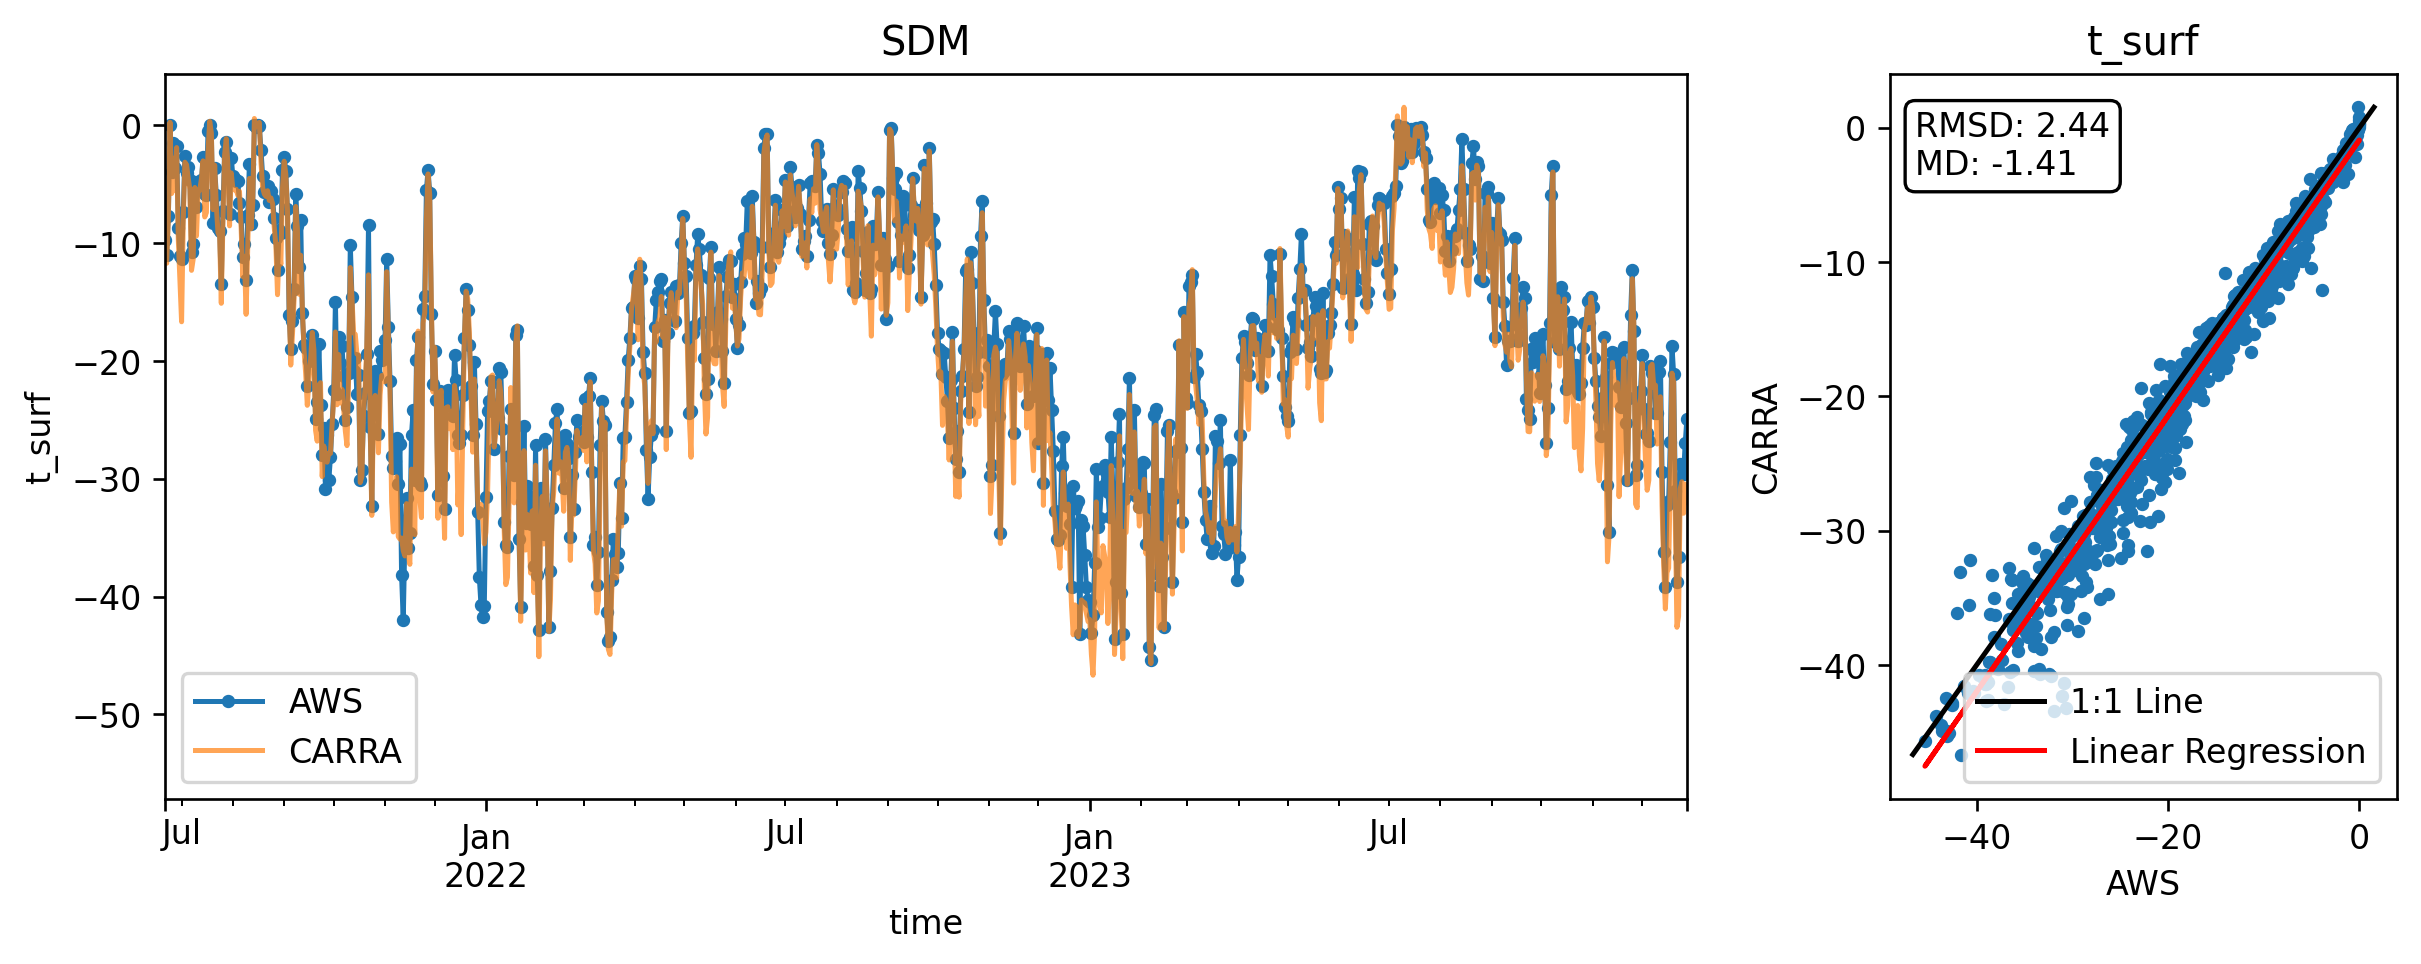 SDM
t_surf
0
−10
−20
−30
−40
−50
t_surf
AWS
CARRA
Jul
Jan
2022
Jul
Jan
2023
Jul
time
RMSD: 2.44
MD: -1.41
0
−10
−20
−30
−40
CARRA
1:1 Line
Linear Regression
−40
−20
0
AWS